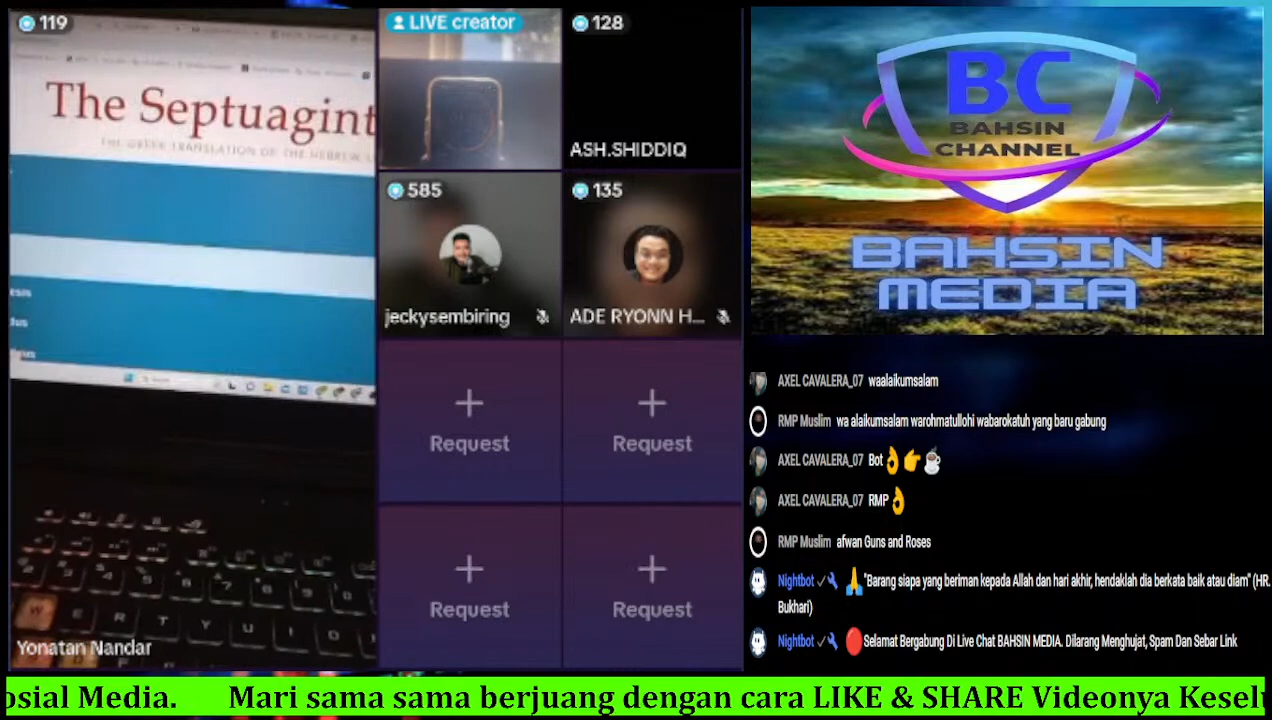 119
The Septuagint
THE GREEK TRANSLATION OF THE HEBREW
Yonatan Nandar
LIVE creator
128
ASH.SHIDDIQ
585
jeckysembiring
135
ADE RYONN H...
+
Request
+
Request
+
Request
+
Request
BC
BAHSIN
CHANNEL
BAHSIN
MEDIA
AXEL CAVALERA_07 waalaikumsalam
RMP Muslim wa alaikumsalam warohmatullohi wabarokatuh yang baru gabung
AXEL CAVALERA_07 Bot👌👉☕
AXEL CAVALERA_07 RMP👌
RMP Muslim afwan Guns and Roses
Nightbot 🙏"Barang siapa yang beriman kepada Allah dan hari akhir, hendaklah dia berkata baik atau diam" (HR.
Bukhari)
Nightbot 🔴Selamat Bergabung Di Live Chat BAHSIN MEDIA. Dilarang Menghujat, Spam Dan Sebar Link
osial Media. Mari sama sama berjuang dengan cara LIKE & SHARE Videonya Kesel